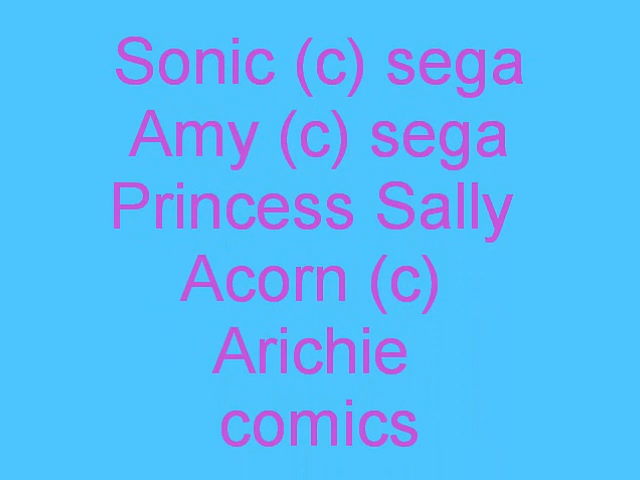 Sonic (c) sega
Amy (c) sega
Princess Sally
Acorn (c)
Arichie
comics